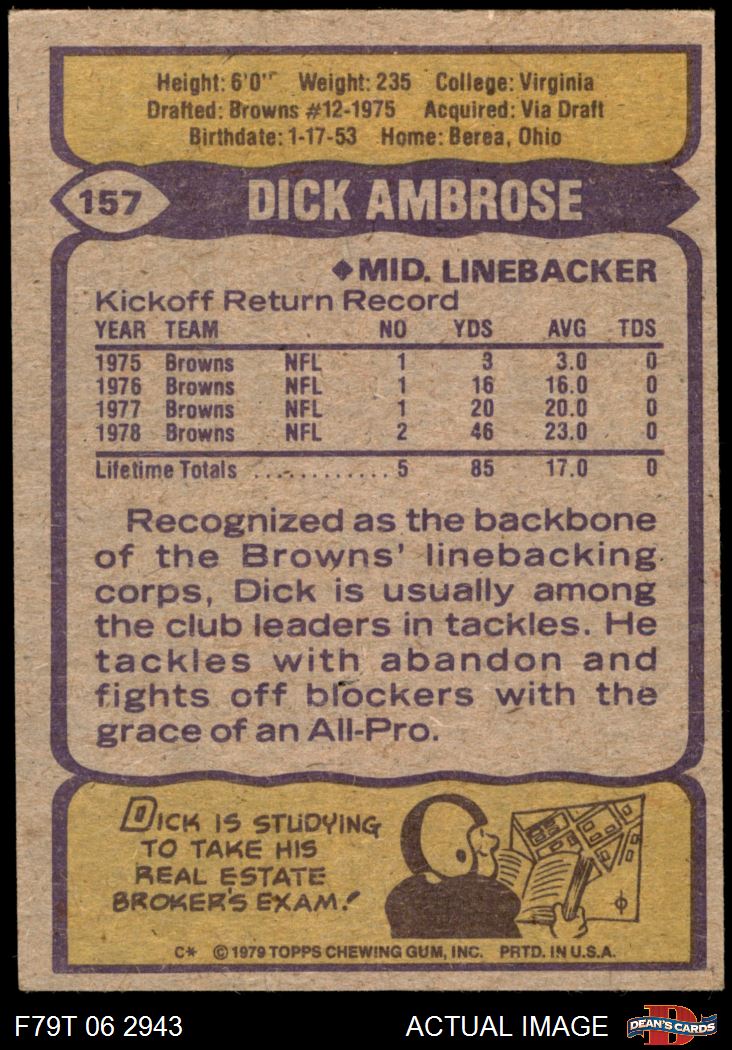 Height: 6'0" Weight: 235 College: Virginia
Drafted: Browns #12-1975 Acquired: Via Draft
Birthdate: 1-17-53 Home: Berea, Ohio
157 DICK AMBROSE
◆MID. LINEBACKER
Kickoff Return Record
YEAR TEAM NO YDS AVG TDS
1975 Browns NFL 1 3 3.0 0
1976 Browns NFL 1 16 16.0 0
1977 Browns NFL 1 20 20.0 0
1978 Browns NFL 2 46 23.0 0
Lifetime Totals ............. 5 85 17.0 0
Recognized as the backbone
of the Browns' linebacking
corps, Dick is usually among
the club leaders in tackles. He
tackles with abandon and
fights off blockers with the
grace of an All-Pro.
DICK IS STUDYING
TO TAKE HIS
REAL ESTATE
BROKER'S EXAM!
C* © 1979 TOPPS CHEWING GUM, INC. PRTD. IN U.S.A.
F79T 06 2943 ACTUAL IMAGE D DEAN'S CARDS